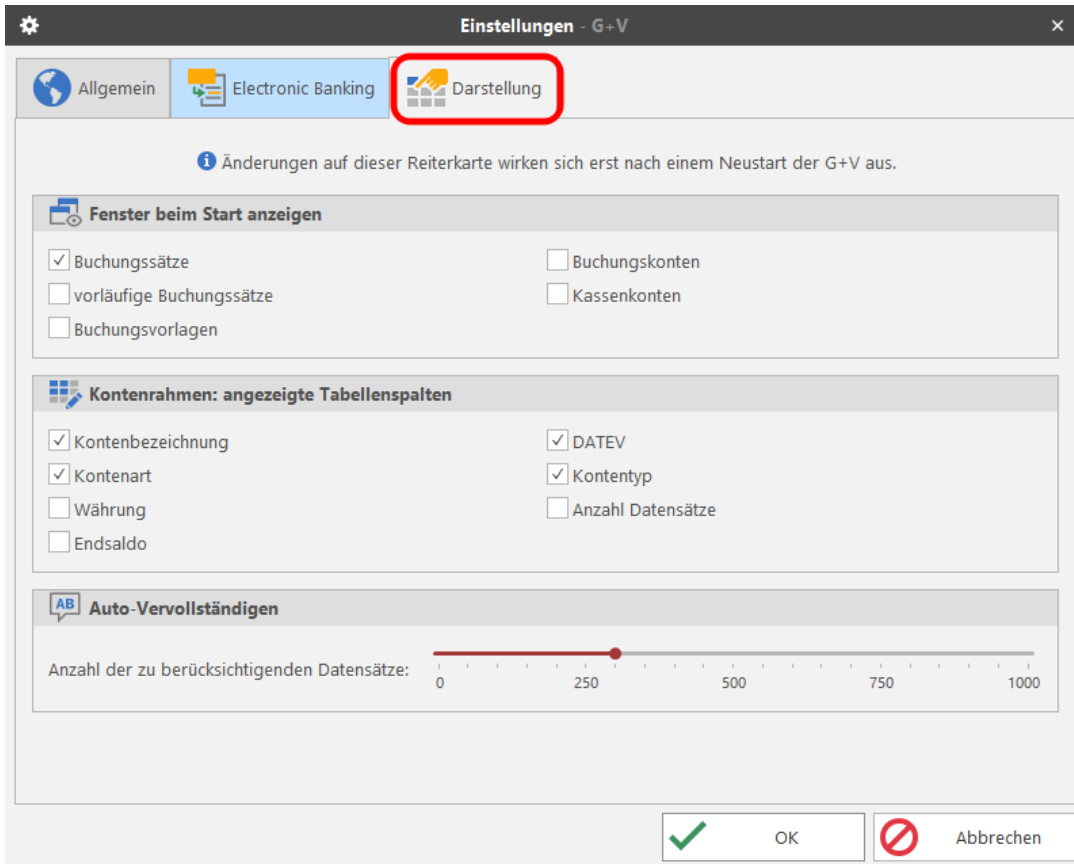 Einstellungen - G+V
Allgemein
Electronic Banking
Darstellung
Änderungen auf dieser Reiterkarte wirken sich erst nach einem Neustart der G+V aus.
Fenster beim Start anzeigen
Buchungssätze
Buchungskonten
vorläufige Buchungssätze
Kassenkonten
Buchungsvorlagen
Kontenrahmen: angezeigte Tabellenspalten
Kontenbezeichnung
DATEV
Kontenart
Kontentyp
Währung
Anzahl Datensätze
Endsaldo
AB Auto-Vervollständigen
Anzahl der zu berücksichtigenden Datensätze:
0 250 500 750 1000
OK
Abbrechen